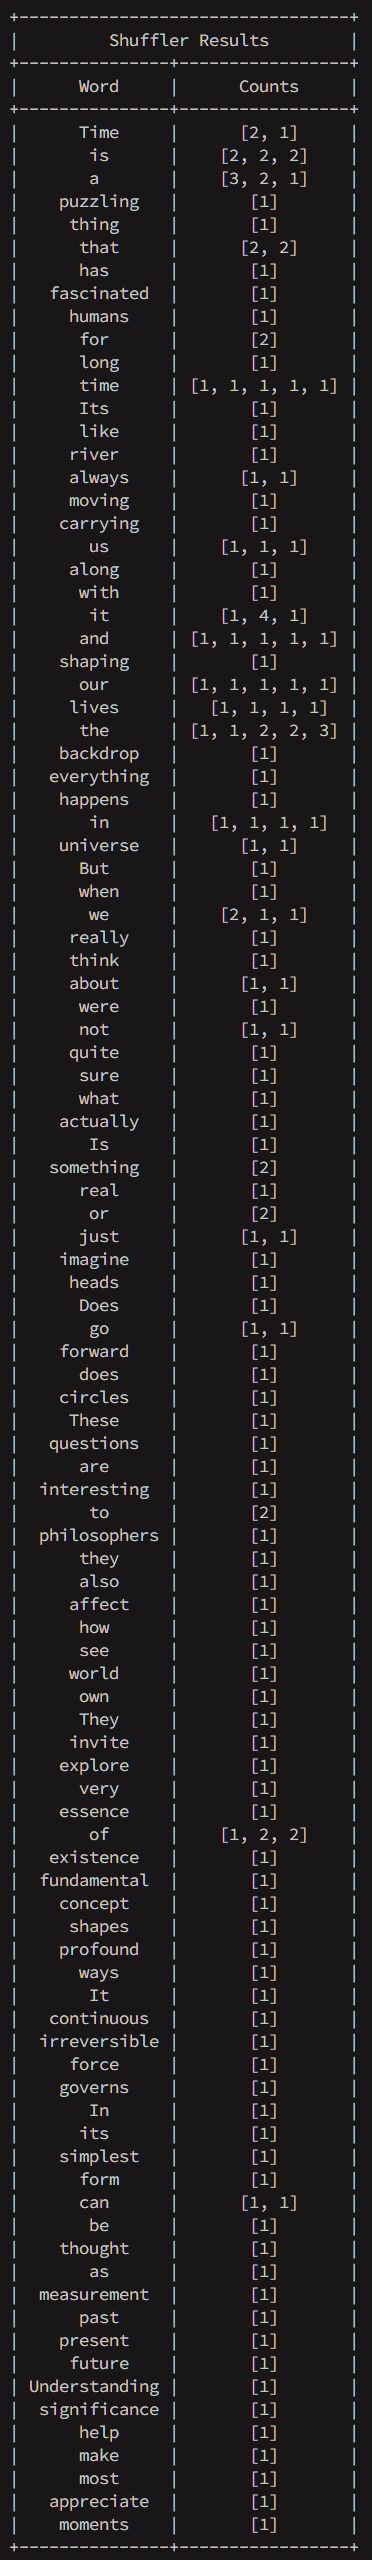 +---------------------------------+
|         Shuffler Results        |
+---------------+-----------------+
|      Word     |      Counts     |
+---------------+-----------------+
|      Time     |      [2, 1]     |
|       is      |    [2, 2, 2]    |
|       a       |    [3, 2, 1]    |
|    puzzling   |       [1]       |
|     thing     |       [1]       |
|      that     |      [2, 2]     |
|      has      |       [1]       |
|   fascinated  |       [1]       |
|     humans    |       [1]       |
|      for      |       [2]       |
|      long     |       [1]       |
|      time     | [1, 1, 1, 1, 1] |
|      Its      |       [1]       |
|      like     |       [1]       |
|     river     |       [1]       |
|     always    |      [1, 1]     |
|     moving    |       [1]       |
|    carrying   |       [1]       |
|       us      |    [1, 1, 1]    |
|     along     |       [1]       |
|      with     |       [1]       |
|       it      |    [1, 4, 1]    |
|      and      | [1, 1, 1, 1, 1] |
|    shaping    |       [1]       |
|      our      | [1, 1, 1, 1, 1] |
|     lives     |   [1, 1, 1, 1]  |
|      the      | [1, 1, 2, 2, 3] |
|    backdrop   |       [1]       |
|   everything  |       [1]       |
|    happens    |       [1]       |
|       in      |   [1, 1, 1, 1]  |
|    universe   |      [1, 1]     |
|      But      |       [1]       |
|      when     |       [1]       |
|       we      |    [2, 1, 1]    |
|     really    |       [1]       |
|     think     |       [1]       |
|     about     |      [1, 1]     |
|      were     |       [1]       |
|      not      |      [1, 1]     |
|     quite     |       [1]       |
|      sure     |       [1]       |
|      what     |       [1]       |
|    actually   |       [1]       |
|       Is      |       [1]       |
|   something   |       [2]       |
|      real     |       [1]       |
|       or      |       [2]       |
|      just     |      [1, 1]     |
|    imagine    |       [1]       |
|     heads     |       [1]       |
|      Does     |       [1]       |
|       go      |      [1, 1]     |
|    forward    |       [1]       |
|      does     |       [1]       |
|    circles    |       [1]       |
|     These     |       [1]       |
|   questions   |       [1]       |
|      are      |       [1]       |
|  interesting  |       [1]       |
|       to      |       [2]       |
|  philosophers |       [1]       |
|      they     |       [1]       |
|      also     |       [1]       |
|     affect    |       [1]       |
|      how      |       [1]       |
|      see      |       [1]       |
|     world     |       [1]       |
|      own      |       [1]       |
|      They     |       [1]       |
|     invite    |       [1]       |
|    explore    |       [1]       |
|      very     |       [1]       |
|    essence    |       [1]       |
|       of      |    [1, 2, 2]    |
|   existence   |       [1]       |
|  fundamental  |       [1]       |
|    concept    |       [1]       |
|     shapes    |       [1]       |
|    profound   |       [1]       |
|      ways     |       [1]       |
|       It      |       [1]       |
|   continuous  |       [1]       |
|  irreversible |       [1]       |
|     force     |       [1]       |
|    governs    |       [1]       |
|       In      |       [1]       |
|      its      |       [1]       |
|    simplest   |       [1]       |
|      form     |       [1]       |
|      can      |      [1, 1]     |
|       be      |       [1]       |
|    thought    |       [1]       |
|       as      |       [1]       |
|  measurement  |       [1]       |
|      past     |       [1]       |
|    present    |       [1]       |
|     future    |       [1]       |
| Understanding |       [1]       |
|  significance |       [1]       |
|      help     |       [1]       |
|      make     |       [1]       |
|      most     |       [1]       |
|   appreciate  |       [1]       |
|    moments    |       [1]       |
+---------------+-----------------+